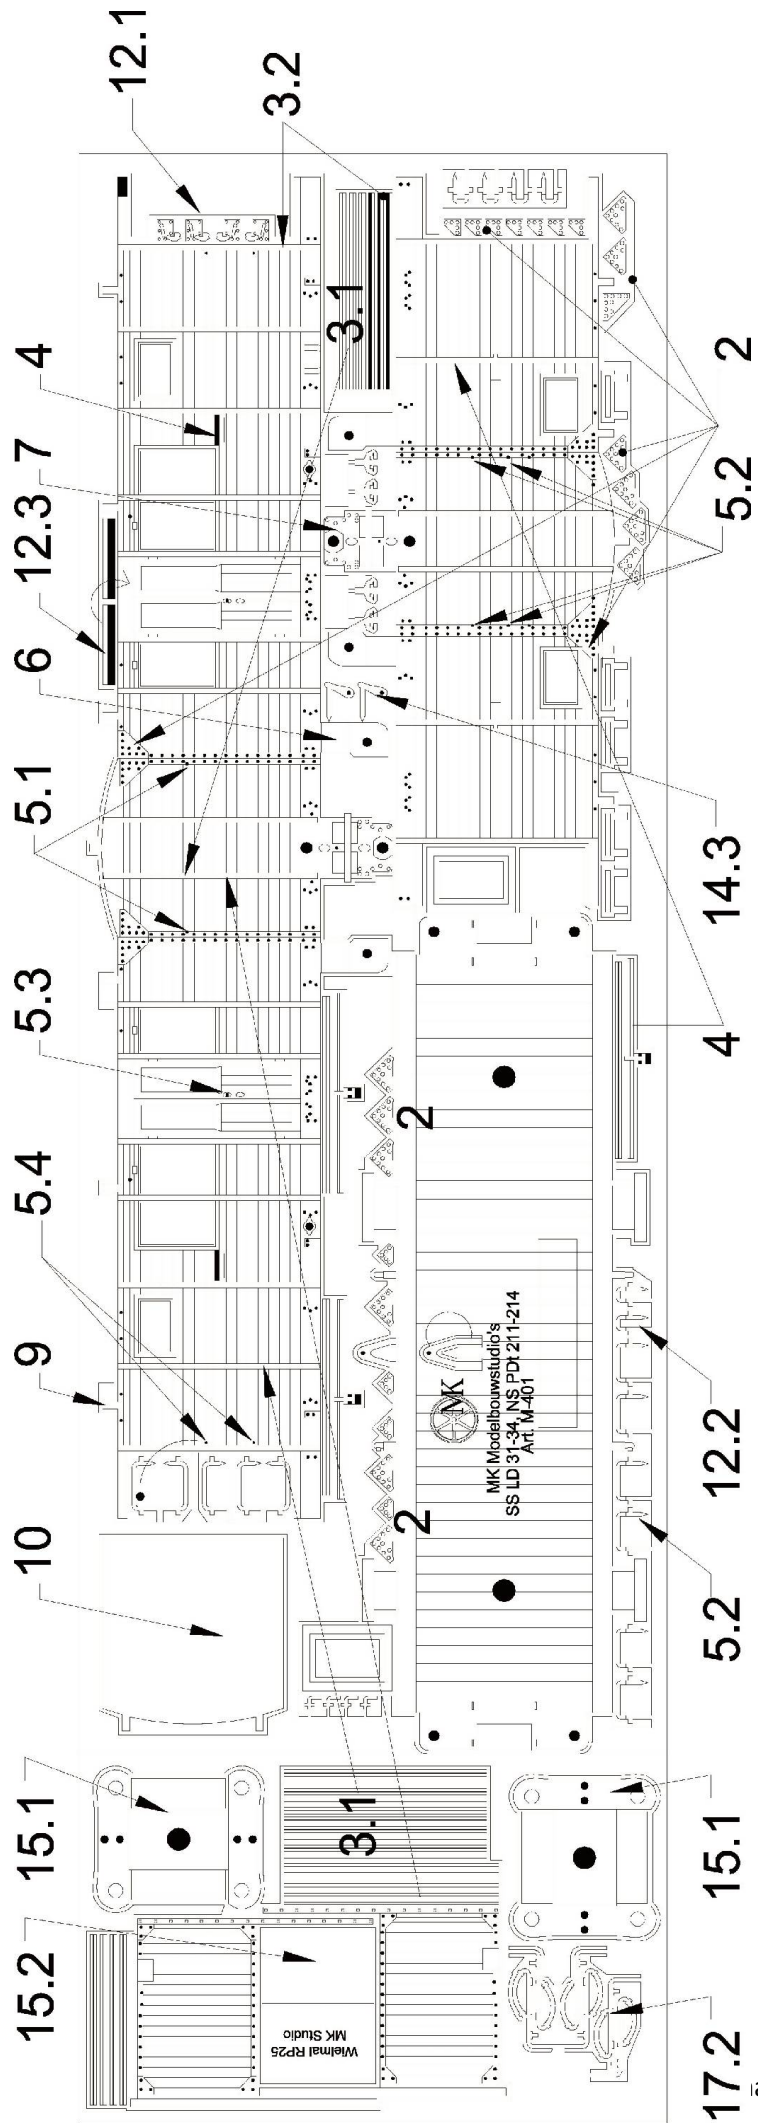 15.2 15.1 10 9 5.4 5.3 5.1 6 12.3 7 4
12.1
3.2
3.1
3.1
Wielmal RP25
MK Studio
2 2
MK
MK Modelbouwstudio's
SS LD 31-34, NS PDt 211-214
Art. M-401
17.2 15.1 5.2 12.2 4 14.3 5.2 2